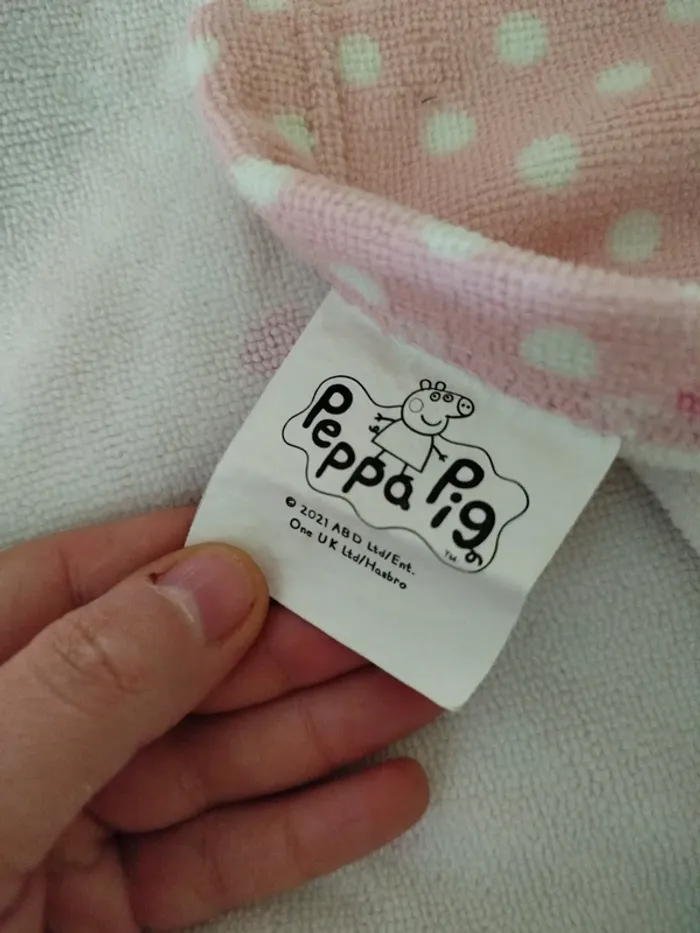 Peppa Pig
TM
© 2021 ABD Ltd/Ent.
One UK Ltd/Hasbro